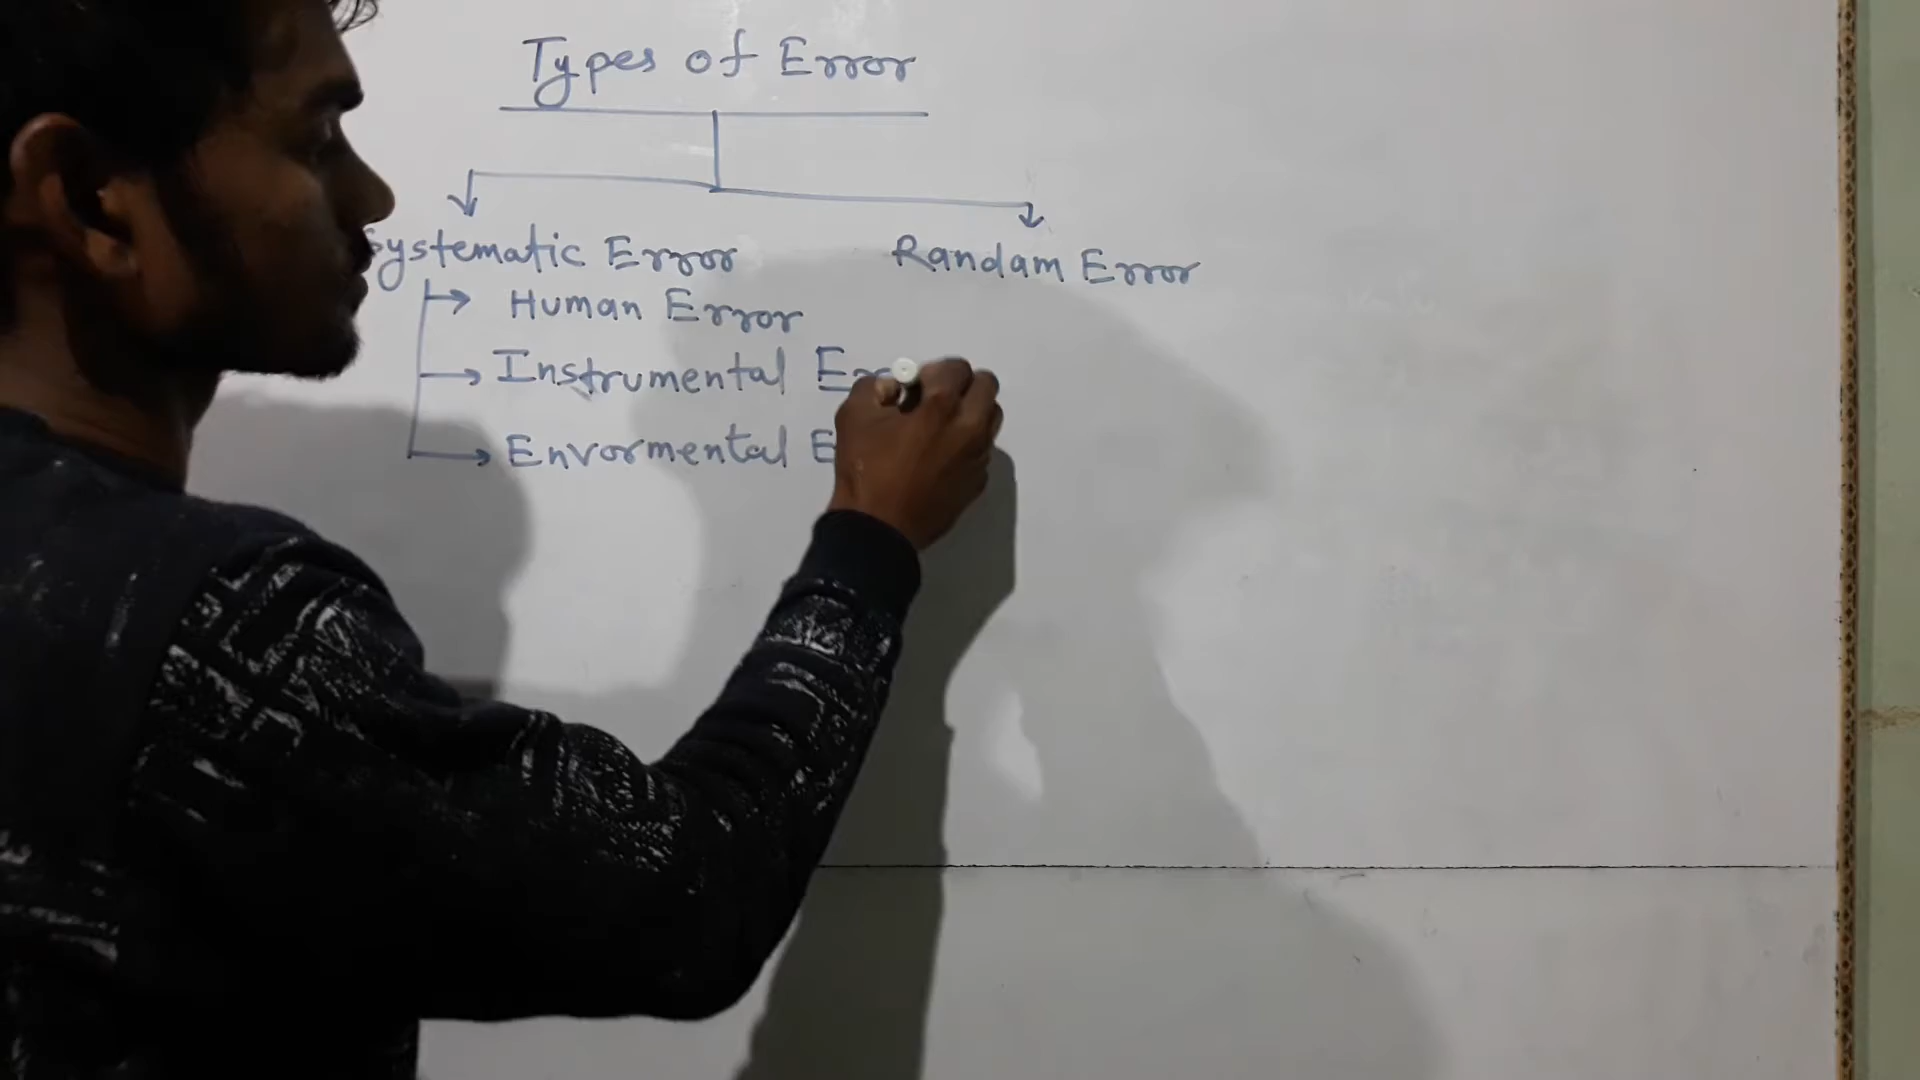 Types of Error
Systematic Error
Randam Error
Human Error
Instrumental
Envormental